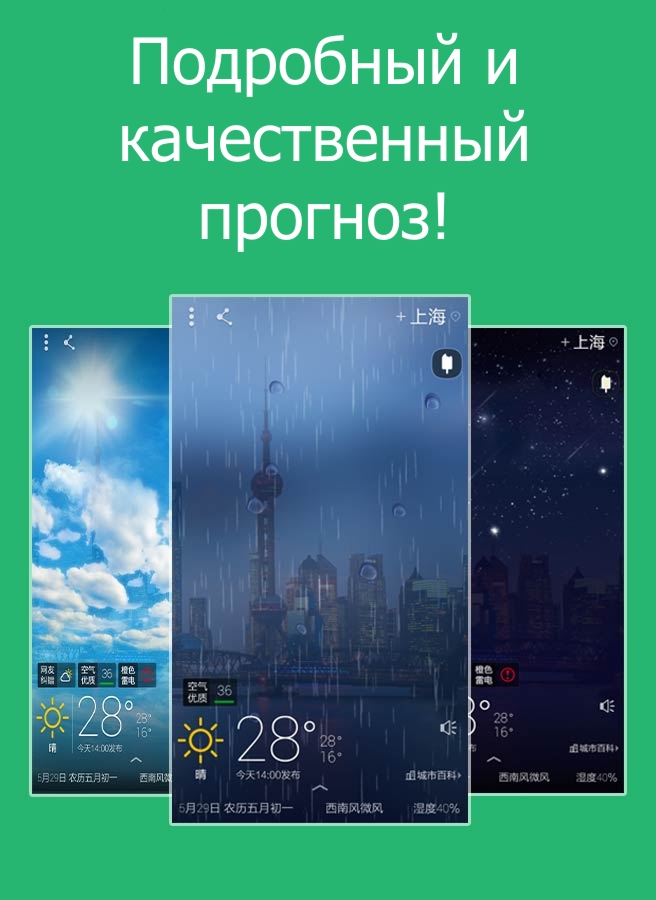 Подробный и
качественный
прогноз!
+ 上海
网友
纠错
空气
优质
36
橙色
雷电
28°
28°
16°
晴
今天14:00发布
5月29日 农历五月初一
西南风微
+ 上海
空气
优质
36
28°
28°
16°
晴
今天14:00发布
城市百科
5月29日 农历五月初一
西南风微风
湿度40%
+ 上海
橙色
雷电
8°
28°
16°
城市百科
西南风微风
湿度40%